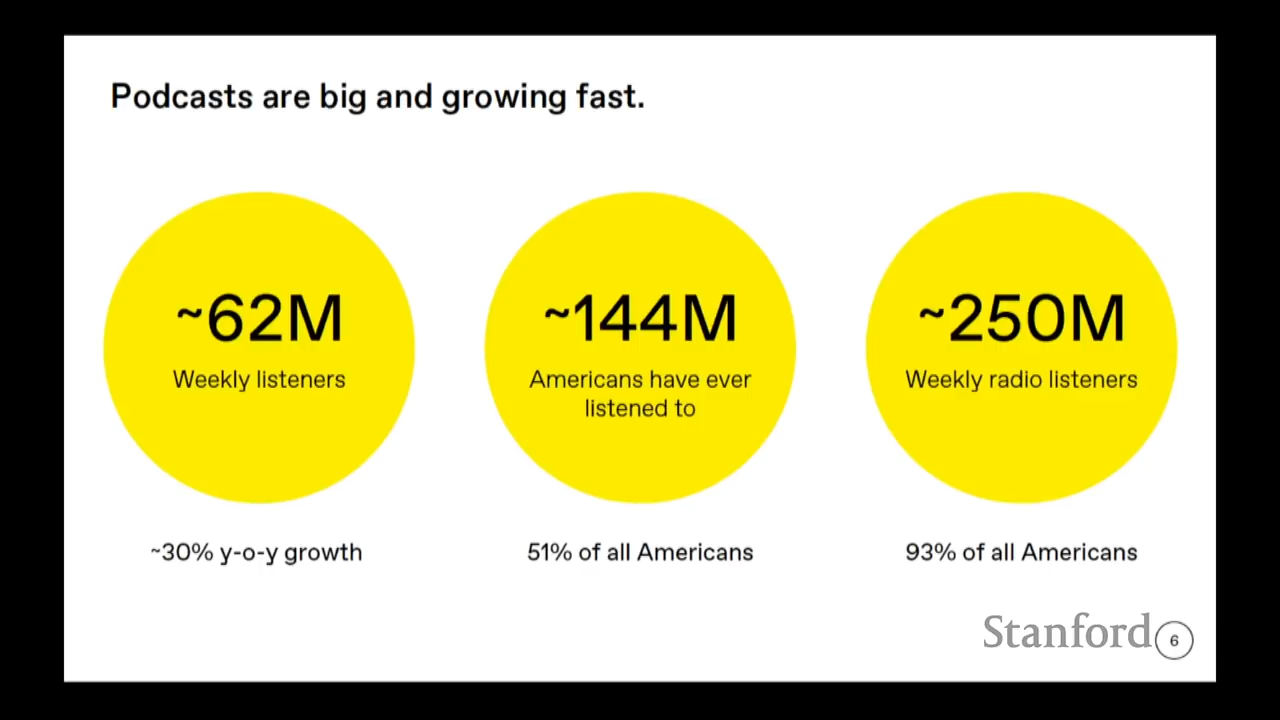 Podcasts are big and growing fast.
~62M
Weekly listeners
~30% y-o-y growth
~144M
Americans have ever
listened to
51% of all Americans
~250M
Weekly radio listeners
93% of all Americans
Stanford
6